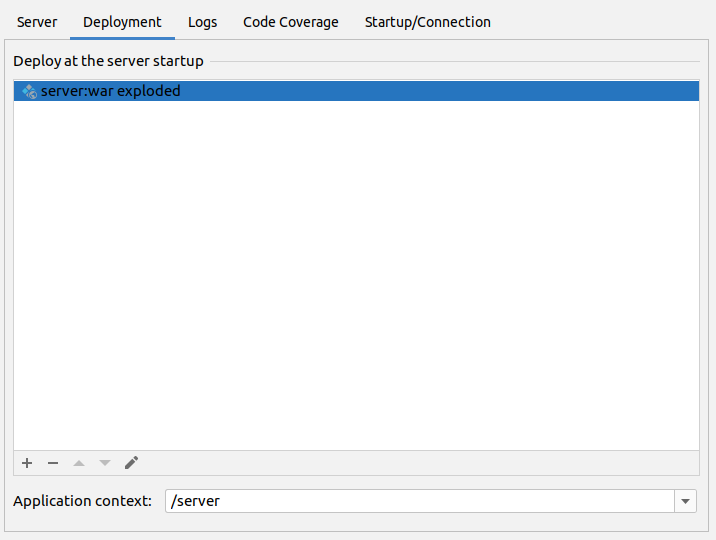 Server Deployment Logs Code Coverage Startup/Connection
Deploy at the server startup
server:war exploded
Application context: /server